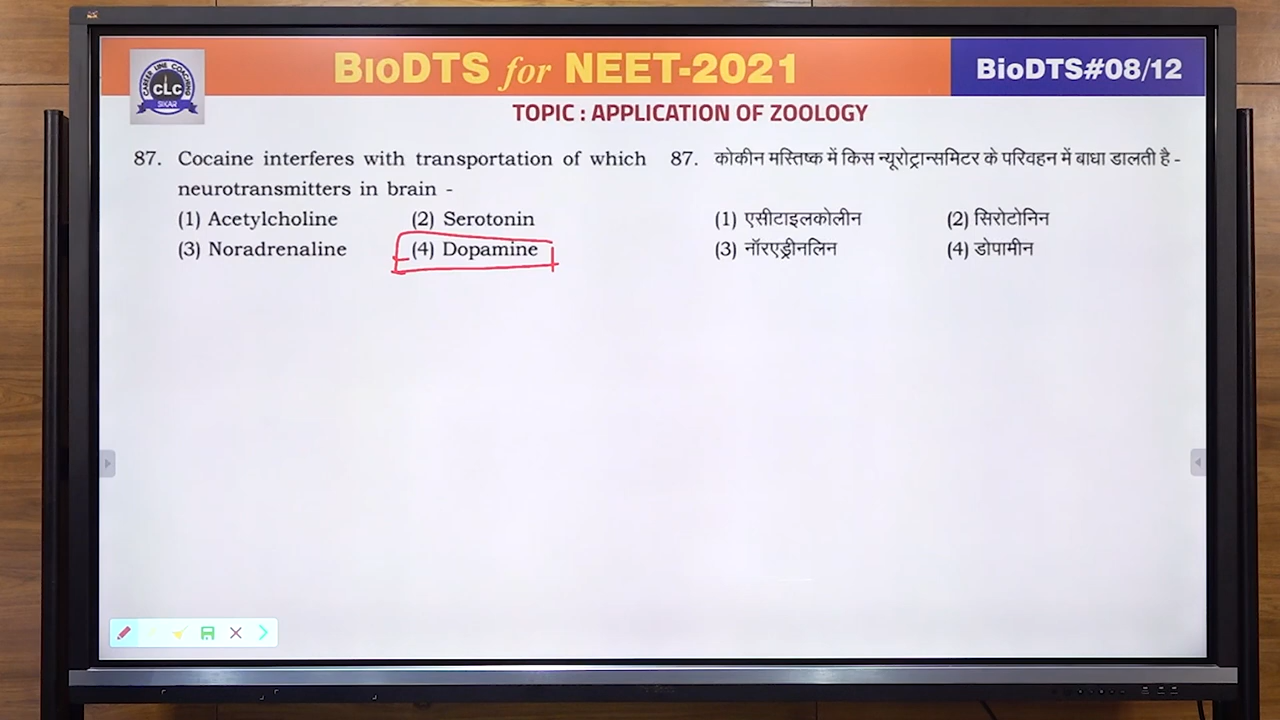 BIODTS for NEET-2021
BIODTS#08/12
CAREER LINE COACHING
CLC
SIKAR
TOPIC : APPLICATION OF ZOOLOGY
87. Cocaine interferes with transportation of which
neurotransmitters in brain -
(1) Acetylcholine (2) Serotonin
(3) Noradrenaline (4) Dopamine
87. कोकीन मस्तिष्क में किस न्यूरोट्रान्समिटर के परिवहन में बाधा डालती है -
(1) एसीटाइलकोलीन (2) सिरोटोनिन
(3) नॉरएड्रीनलिन (4) डोपामीन